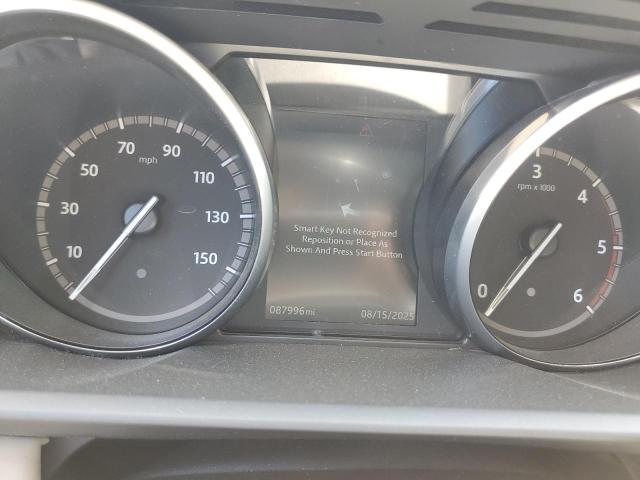 10
30
50
70
90
110
130
150
mph
Smart Key Not Recognized
Reposition or Place As
Shown And Press Start Button
087996mi
08/15/2025
0
3
4
5
6
rpm x 1000